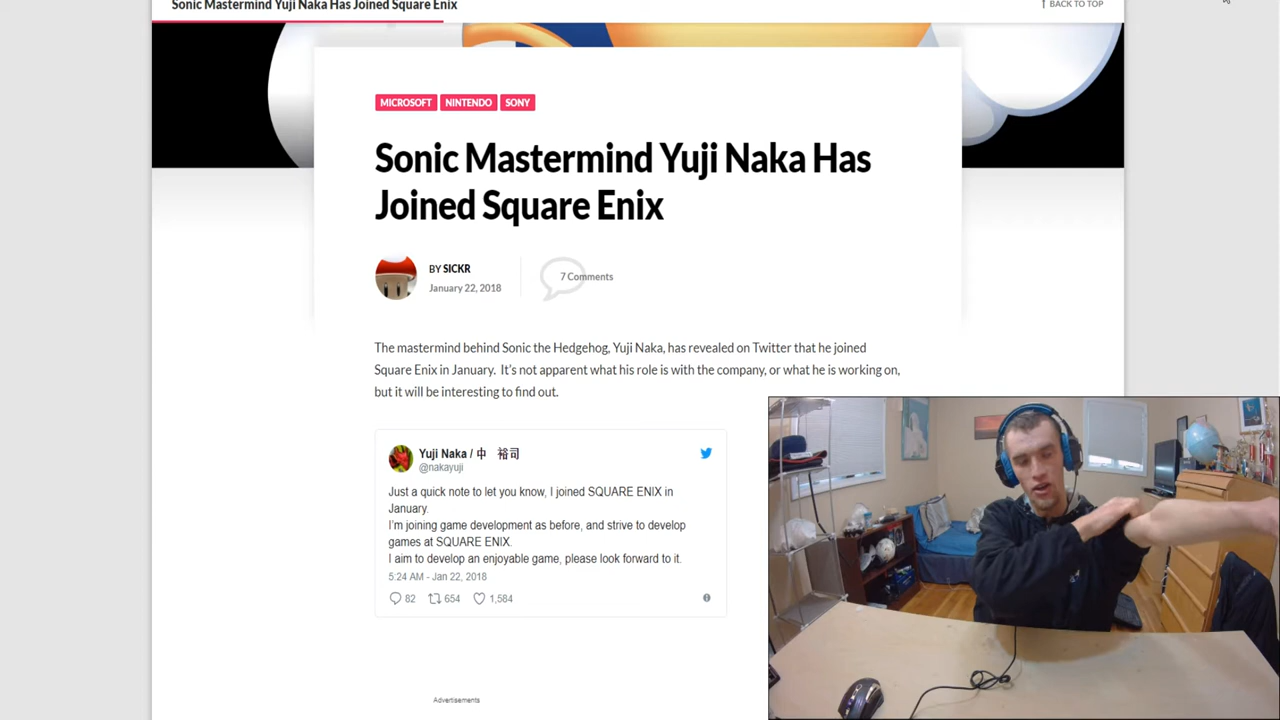 Sonic Mastermind Yuji Naka Has Joined Square Enix
↑ BACK TO TOP
MICROSOFT NINTENDO SONY
Sonic Mastermind Yuji Naka Has
Joined Square Enix
BY SICKR
January 22, 2018
7 Comments
The mastermind behind Sonic the Hedgehog, Yuji Naka, has revealed on Twitter that he joined
Square Enix in January. It's not apparent what his role is with the company, or what he is working on,
but it will be interesting to find out.
Yuji Naka / 中 裕司
@nakayuji
Just a quick note to let you know, I joined SQUARE ENIX in
January.
I'm joining game development as before, and strive to develop
games at SQUARE ENIX.
I aim to develop an enjoyable game, please look forward to it.
5:24 AM - Jan 22, 2018
82 654 1,584
Advertisements